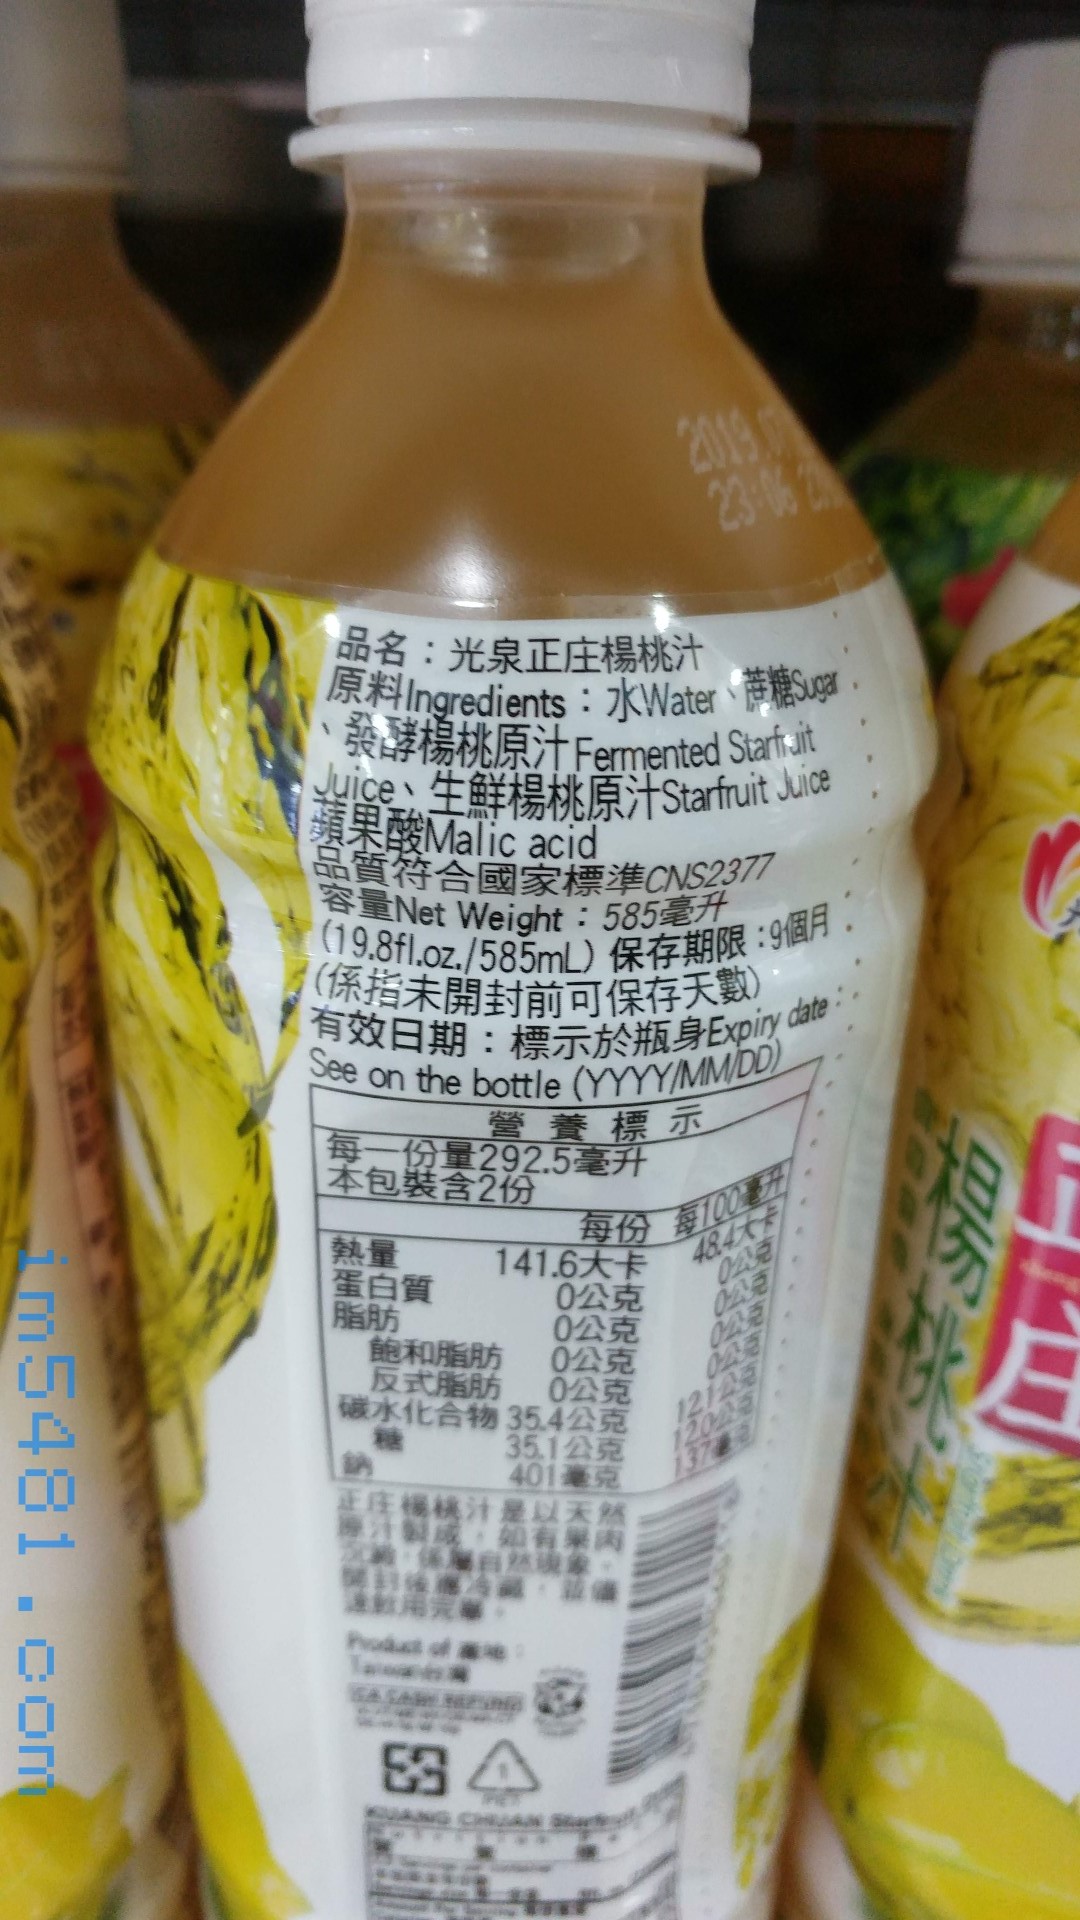 2019.07
23:06
品名：光泉正庄楊桃汁
原料Ingredients：水Water、蔗糖Sugar
、發酵楊桃原汁Fermented Starfruit
Juice、生鮮楊桃原汁Starfruit Juice
蘋果酸Malic acid
品質符合國家標準CNS2377
容量Net Weight：585毫升
(19.8fl.oz./585mL) 保存期限：9個月
(係指未開封前可保存天數)
有效日期：標示於瓶身Expiry date：
See on the bottle (YYYY/MM/DD)
營養標示
每一份量292.5毫升
本包裝含2份
每份 每100毫升
熱量 141.6大卡 48.4大卡
蛋白質 0公克 0公克
脂肪 0公克 0公克
飽和脂肪 0公克 0公克
反式脂肪 0公克 0公克
碳水化合物 35.4公克 12.1公克
糖 35.1公克 12.0公克
鈉 401毫克 137毫克
正庄楊桃汁是以天然
原汁製成，如有果肉
沉澱，係屬自然現象，
開封後應冷藏，並儘
速飲用完畢。
Product of 產地：
Taiwan台灣
CA CASH REFUND
1
PET
KUANG CHUAN Starfruit
楊桃汁
正庄
im5481.com